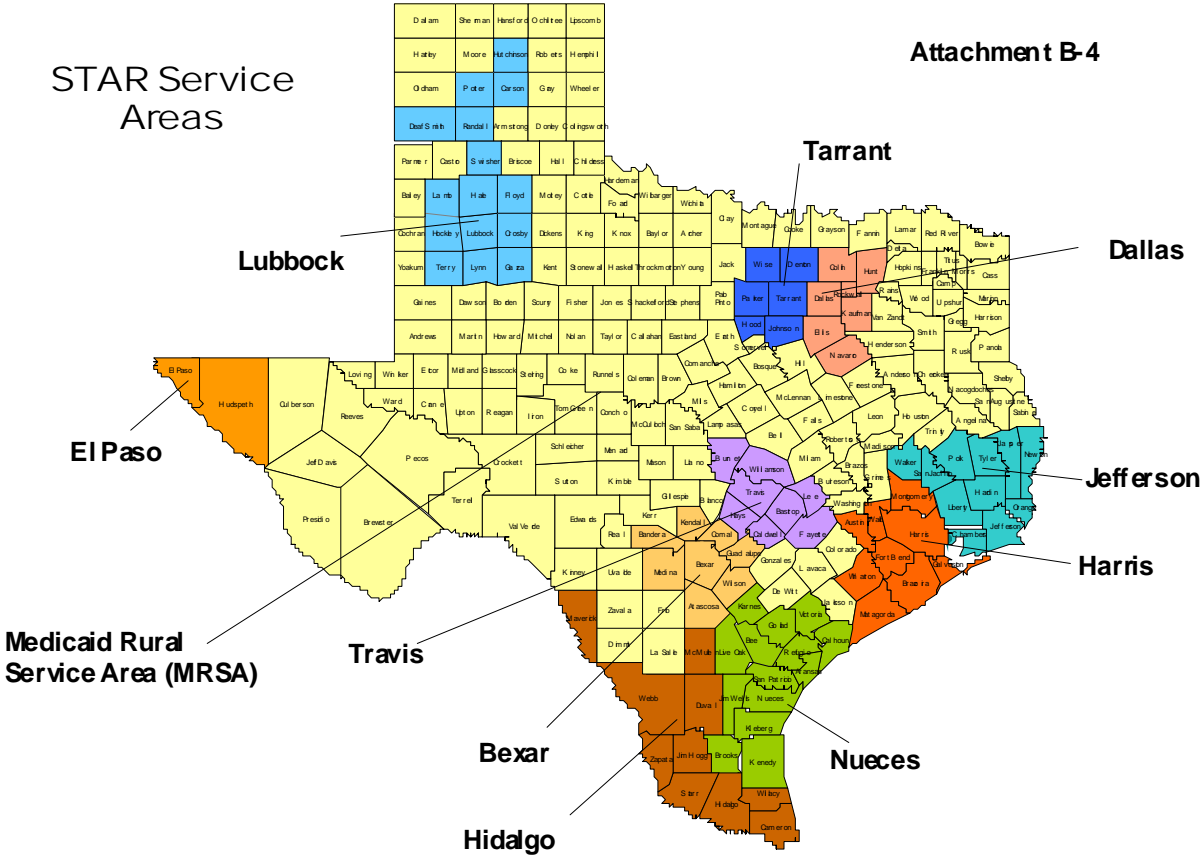 Attachment B-4
STAR Service
Areas
Dallam Sherman Hansford Ochiltree Lipscomb
Hartley Moore Hutchinson Roberts Hemphill
Oldham Potter Carson Gray Wheeler
Deaf Smith Randall Armstrong Donley Collingsworth
Parmer Castro Swisher Briscoe Hall Childress
Tarrant
Hardeman
Bailey Lamb Hale Floyd Motley Cottle Foard Wilbarger Wichita
Clay Montague Cooke Grayson Fannin Lamar Red River Bowie
Cochran Hockley Lubbock Crosby Dickens King Knox Baylor Archer
Delta Titus
Dallas
Lubbock
Yoakum Terry Lynn Garza Kent Stonewall Haskell Throckmorton Young Jack Wise Denton Collin Hunt Hopkins Franklin Morris Cass
Camp
Rains
Gaines Dawson Borden Scurry Fisher Jones Shackelford Stephens Palo Pinto Parker Tarrant Dallas Rockwall Wood Upshur Marion
Kaufman Van Zandt Gregg Harrison
Andrews Martin Howard Mitchell Nolan Taylor Callahan Eastland Erath Hood Johnson Ellis Smith
Somervell Henderson Rusk Panola
El Paso Hudspeth Culberson Reeves Loving Winkler Ector Midland Glasscock Sterling Coke Runnels Coleman Brown Comanche Bosque Hill Navarro
Anderson Cherokee Shelby
Hamilton Freestone Nacogdoches
Ward Crane Upton Reagan Irion Tom Green Concho Mills McLennan Limestone San Augustine
Coryell Leon Houston Sabine
McCulloch San Saba Lampasas Falls Angelina
El Paso
Bell Robertson Trinity
Jeff Davis Pecos Crockett Schleicher Menard Burnet Milam Madison Jasper Newton
Mason Llano Williamson Brazos Walker Polk Tyler
Jefferson
Terrell Sutton Kimble San Jacinto
Burleson Grimes
Presidio Brewster Gillespie Blanco Travis Lee Montgomery Hardin
Washington Liberty Orange
Val Verde Edwards Kerr Hays Bastrop Jefferson
Real Bandera Kendall Comal Caldwell Fayette Austin Waller Harris Chambers
Guadalupe Colorado
Harris
Kinney Uvalde Medina Bexar Gonzales Lavaca Fort Bend Galveston
Wilson Wharton Brazoria
De Witt
Maverick Zavala Frio Atascosa Karnes Jackson Matagorda
Goliad Victoria
Medicaid Rural
Service Area (MRSA)
Travis
Dimmit La Salle McMullen Live Oak Bee Refugio Calhoun
Aransas
San Patricio
Webb Duval Jim Wells Nueces
Kleberg
Bexar
Nueces
Zapata Jim Hogg Brooks Kenedy
Starr Hidalgo Willacy
Cameron
Hidalgo